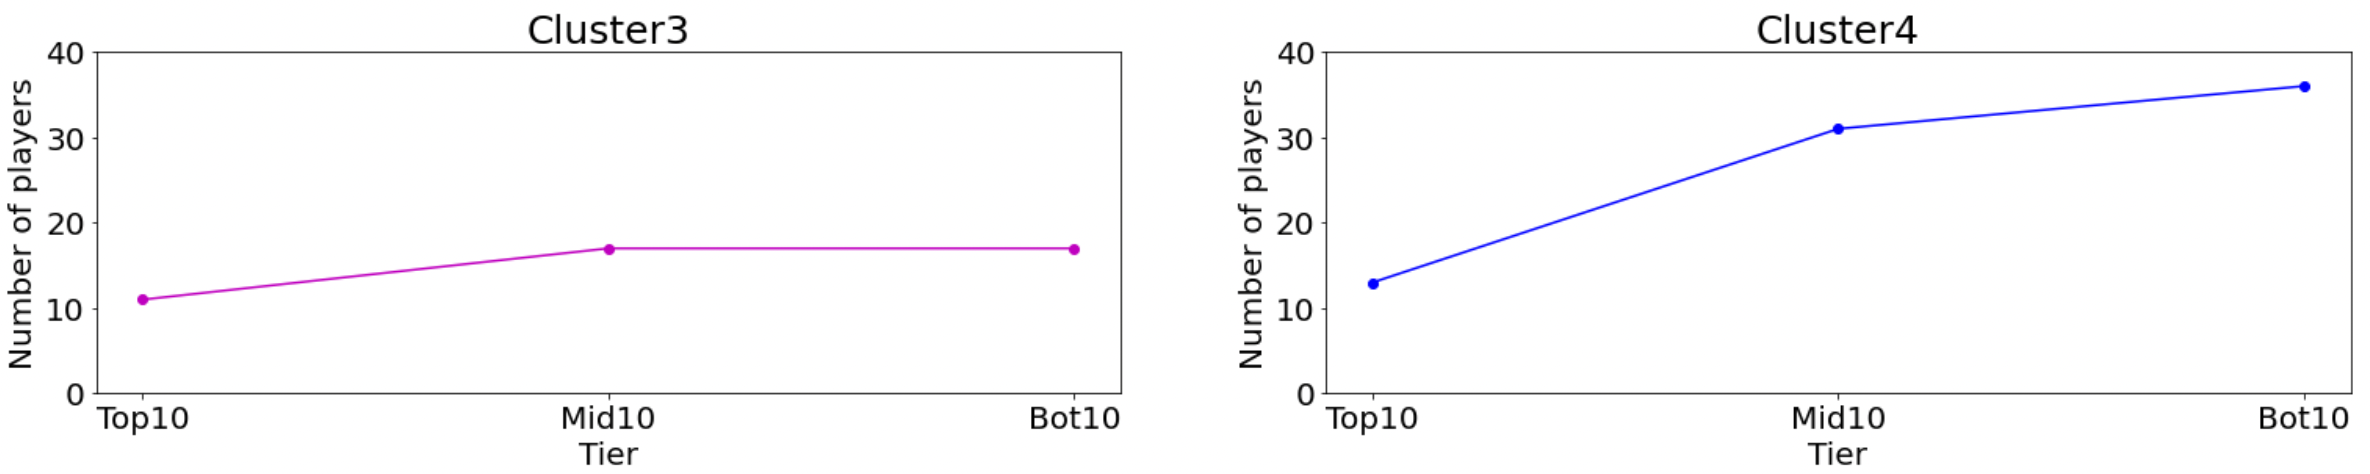 Cluster3
40
30
20
10
0
Number of players
Top10
Mid10
Bot10
Tier
Cluster4
40
30
20
10
0
Number of players
Top10
Mid10
Bot10
Tier